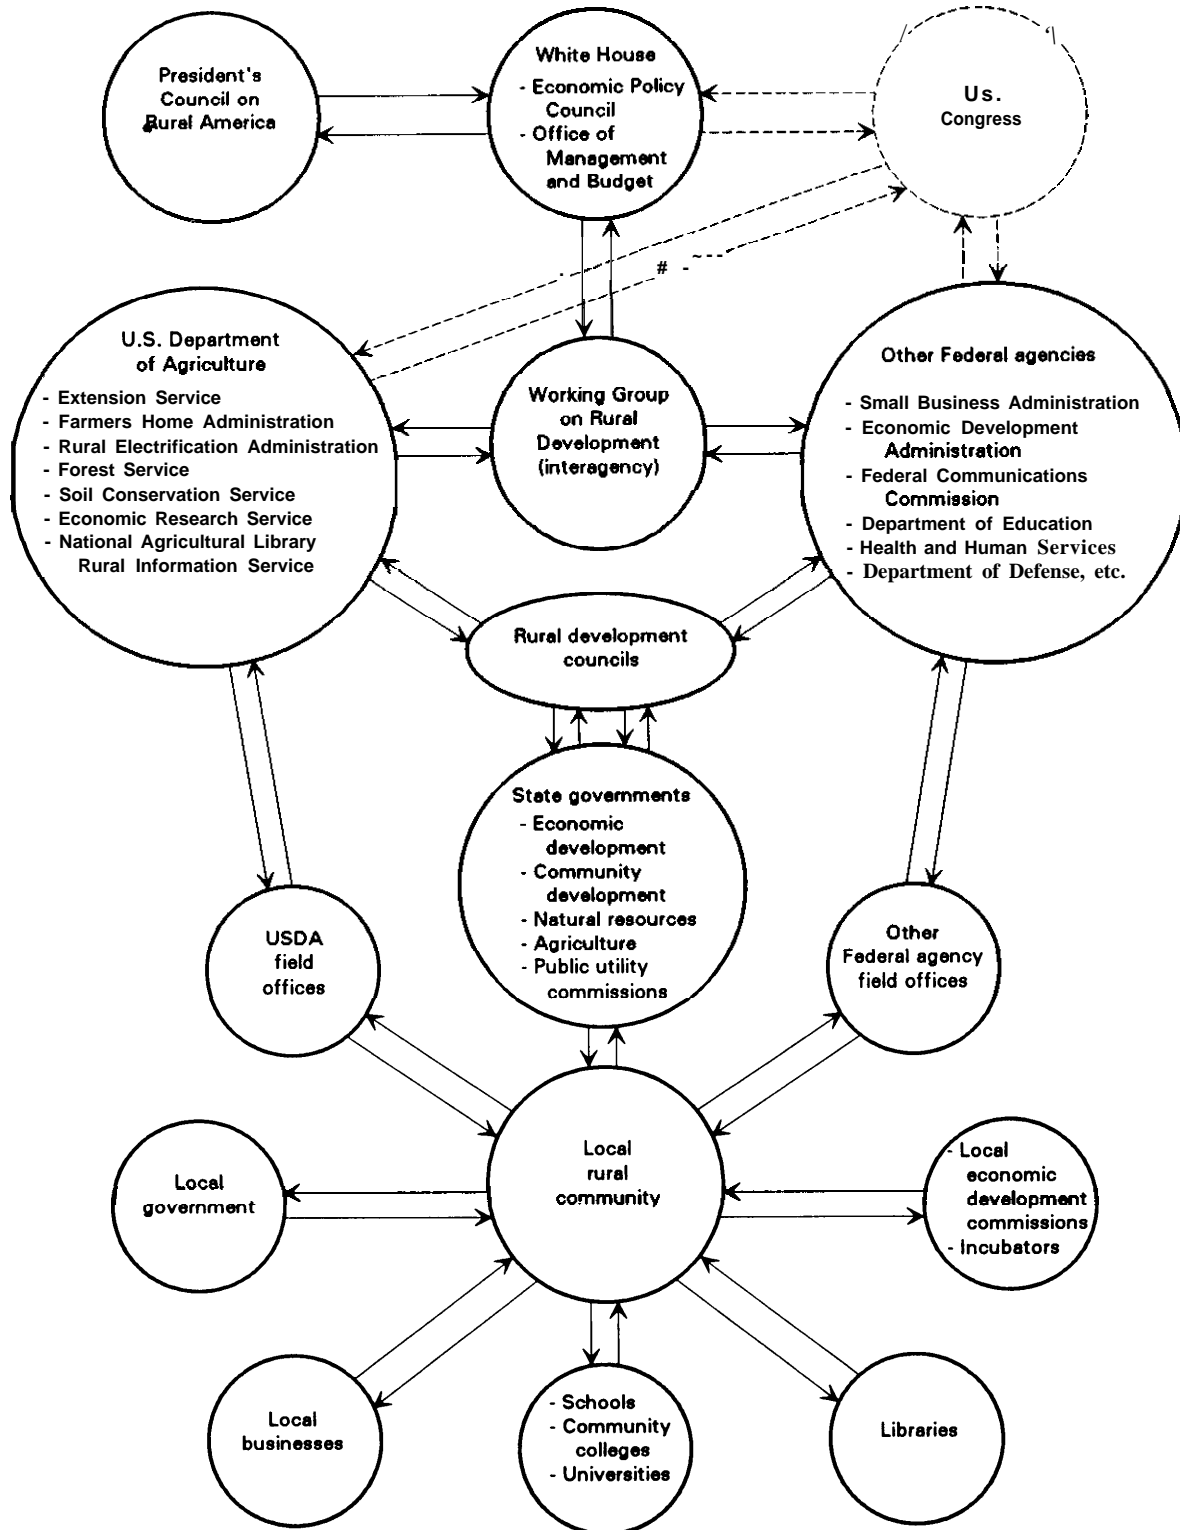 President's
Council on
Rural America
White House
- Economic Policy
Council
- Office of
Management
and Budget
Us.
Congress
# - ~---
U.S. Department
of Agriculture
- Extension Service
- Farmers Home Administration
- Rural Electrification Administration
- Forest Service
- Soil Conservation Service
- Economic Research Service
- National Agricultural Library
Rural Information Service
Working Group
on Rural
Development
(interagency)
Other Federal agencies
- Small Business Administration
- Economic Development
Administration
- Federal Communications
Commission
- Department of Education
- Health and Human Services
- Department of Defense, etc.
Rural development
councils
State governments
- Economic
development
- Community
development
- Natural resources
- Agriculture
- Public utility
commissions
USDA
field
offices
Other
Federal agency
field offices
Local
rural
community
Local
government
- Local
economic
development
commissions
- Incubators
Local
businesses
- Schools
- Community
colleges
- Universities
Libraries